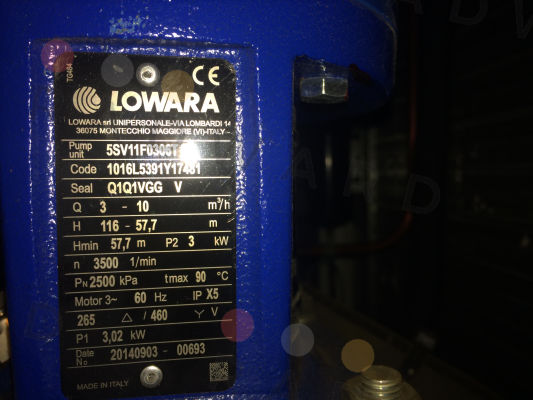 TG484
CE
LOWARA
LOWARA srl UNIPERSONALE-VIA LOMBARDI 14
36075 MONTECCHIO MAGGIORE (VI)-ITALY
Pump unit
Code
Seal Q1Q1VGG V
Q 3 - 10 m³/h
H 116 - 57,7 m
Hmin 57,7 m P2 3 kW
n 3500 1/min
PN 2500 kPa tmax 90 °C
Motor 3~ 60 Hz IP X5
265 △ / 460 Y V
P1 3,02 kW
Date No 20140903 - 00693
MADE IN ITALY